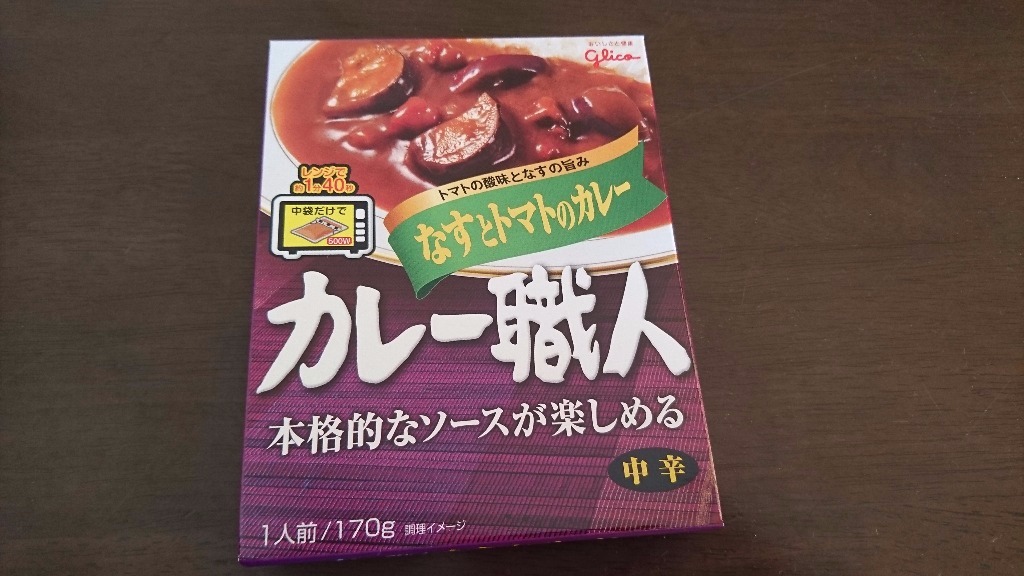 おいしさと健康
Glico
トマトの酸味となすの旨み
なすとトマトのカレー
レンジで
約1分40秒
中袋だけで
500W
カレー職人
本格的なソースが楽しめる
中辛
1人前/170g 調理イメージ